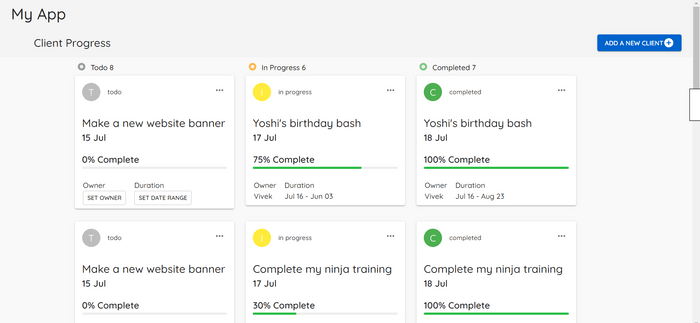 My App
Client Progress
ADD A NEW CLIENT
Todo 8
In Progress 6
Completed 7
T
todo
Make a new website banner
15 Jul
0% Complete
Owner
Duration
SET OWNER
SET DATE RANGE
I
in progress
Yoshi's birthday bash
17 Jul
75% Complete
Owner
Duration
Vivek
Jul 16 - Jun 03
C
completed
Yoshi's birthday bash
18 Jul
100% Complete
Owner
Duration
Vivek
Jul 16 - Aug 23
T
todo
Make a new website banner
15 Jul
0% Complete
I
in progress
Complete my ninja training
17 Jul
30% Complete
C
completed
Complete my ninja training
18 Jul
100% Complete